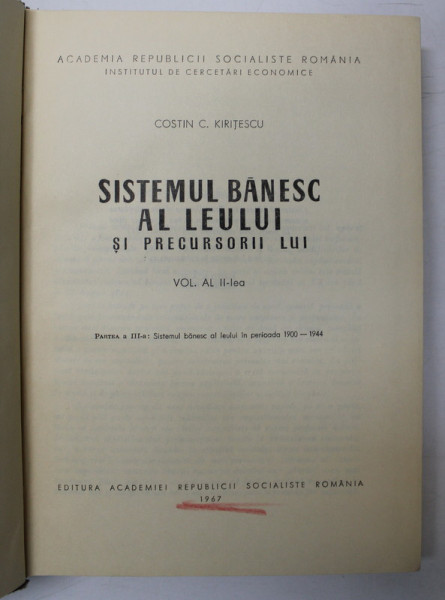 ACADEMIA REPUBLICII SOCIALISTE ROMÂNIA
INSTITUTUL DE CERCETĂRI ECONOMICE
COSTIN C. KIRIȚESCU
SISTEMUL BĂNESC
AL LEULUI
ȘI PRECURSORII LUI
VOL. AL II-lea
PARTEA a III-a: Sistemul bănesc al leului în perioada 1900 — 1944
EDITURA ACADEMIEI REPUBLICII SOCIALISTE ROMÂNIA
1967